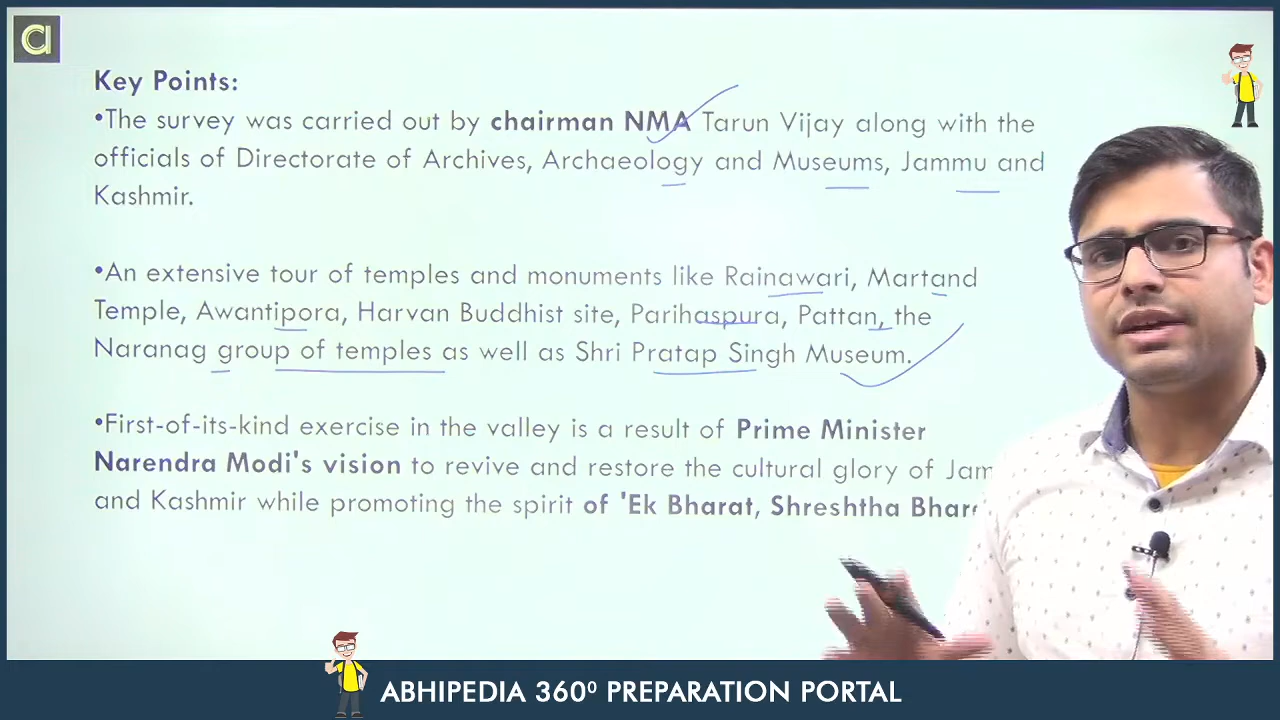 a
Key Points:
•The survey was carried out by chairman NMA Tarun Vijay along with the
officials of Directorate of Archives, Archaeology and Museums, Jammu and
Kashmir.
•An extensive tour of temples and monuments like Rainawari, Martand
Temple, Awantipora, Harvan Buddhist site, Parihaspura, Pattan, the
Naranag group of temples as well as Shri Pratap Singh Museum.
•First-of-its-kind exercise in the valley is a result of Prime Minister
Narendra Modi's vision to revive and restore the cultural glory of Jam
and Kashmir while promoting the spirit of 'Ek Bharat, Shreshtha Bhar
ABHIPEDIA 360⁰ PREPARATION PORTAL